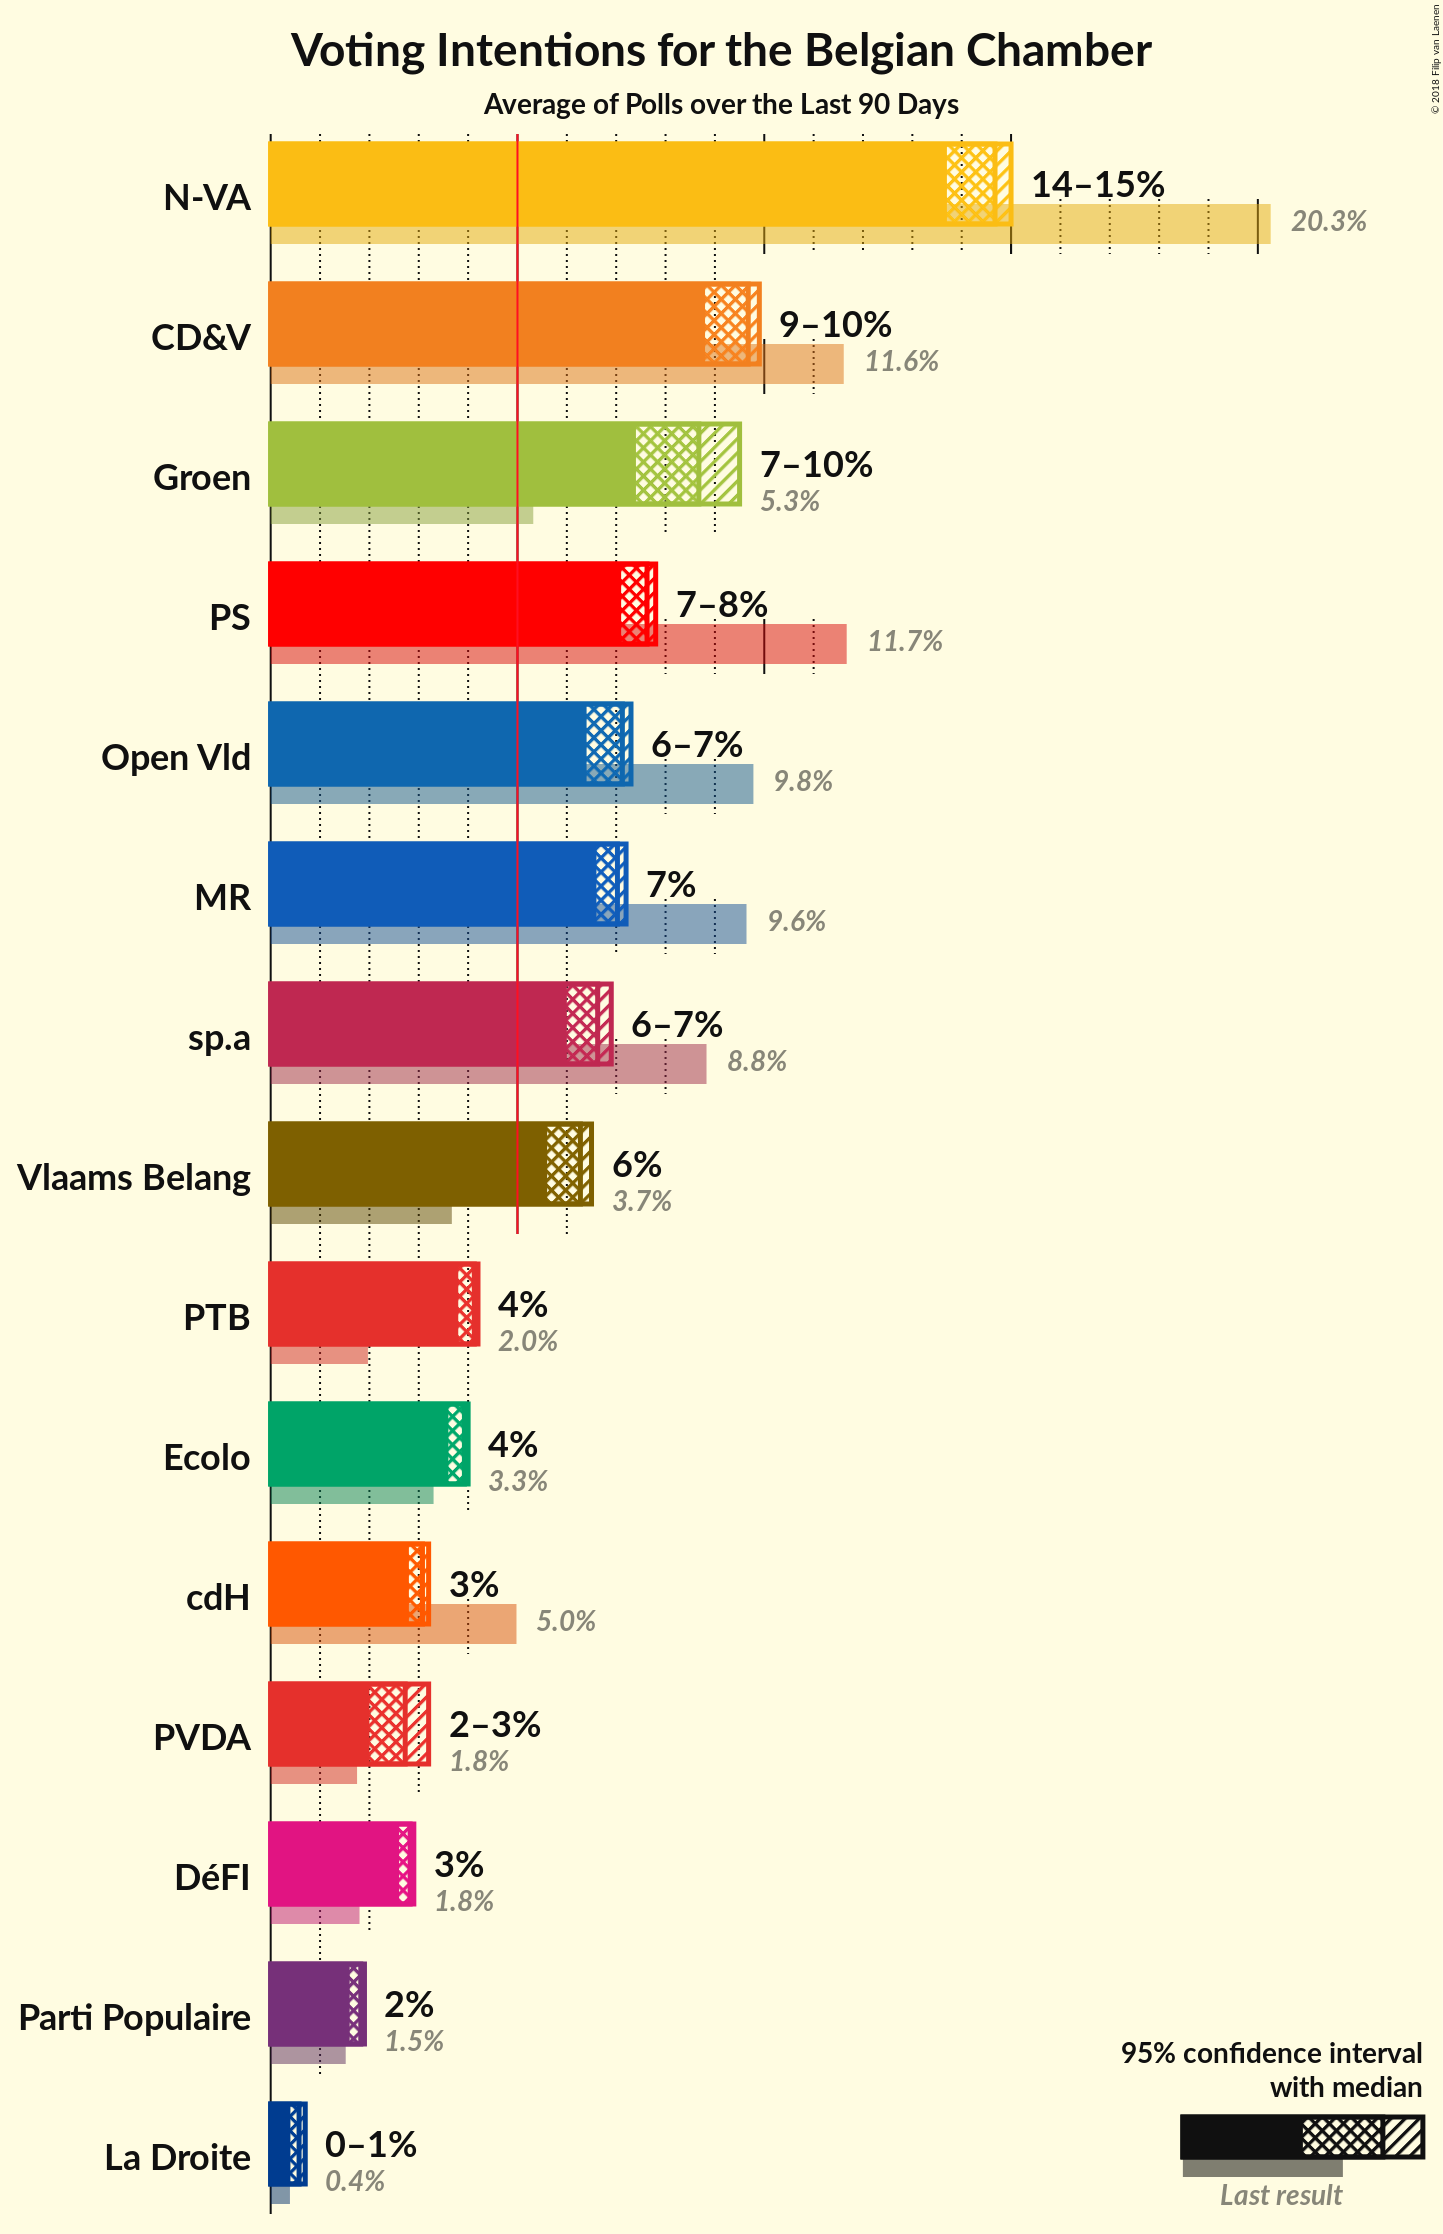 Voting Intentions for the Belgian Chamber
Average of Polls over the Last 90 Days
© 2018 Filip van Laenen
N-VA
14–15%
20.3%
CD&V
9–10%
11.6%
Groen
7–10%
5.3%
PS
7–8%
11.7%
Open Vld
6–7%
9.8%
MR
7%
9.6%
sp.a
6–7%
8.8%
Vlaams Belang
6%
3.7%
PTB
4%
2.0%
Ecolo
4%
3.3%
cdH
3%
5.0%
PVDA
2–3%
1.8%
DéFI
3%
1.8%
Parti Populaire
2%
1.5%
La Droite
0–1%
0.4%
95% confidence interval
with median
Last result